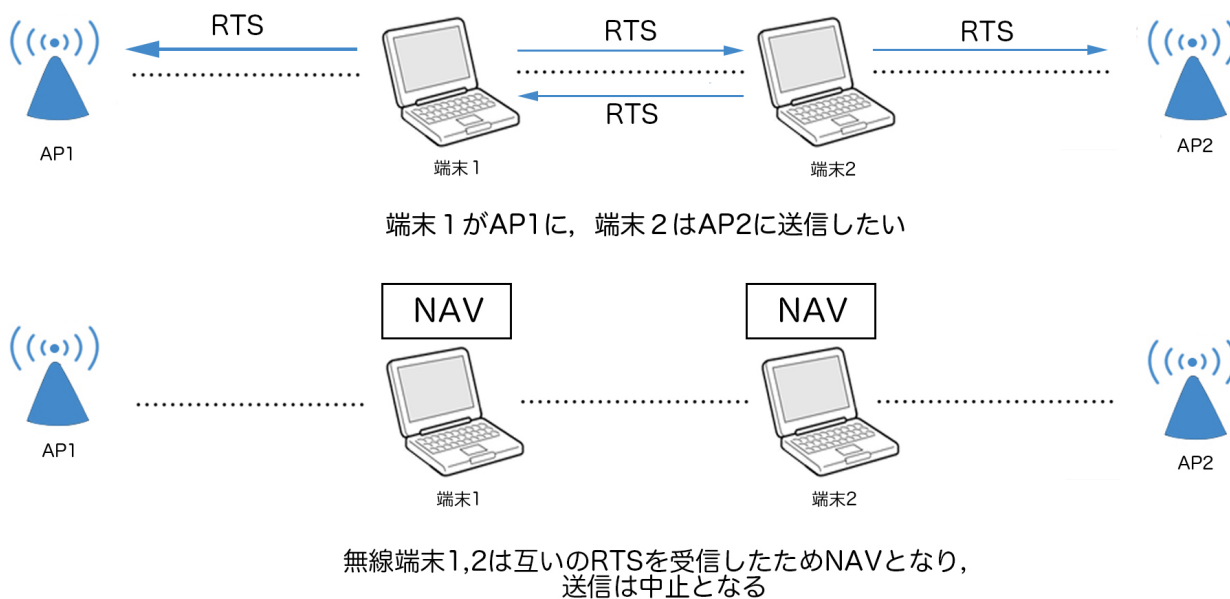 RTS
RTS
RTS
RTS
AP1
端末1
端末2
AP2
端末１がAP1に，端末２はAP2に送信したい
NAV
NAV
AP1
端末1
端末2
AP2
無線端末1,2は互いのRTSを受信したためNAVとなり，
送信は中止となる